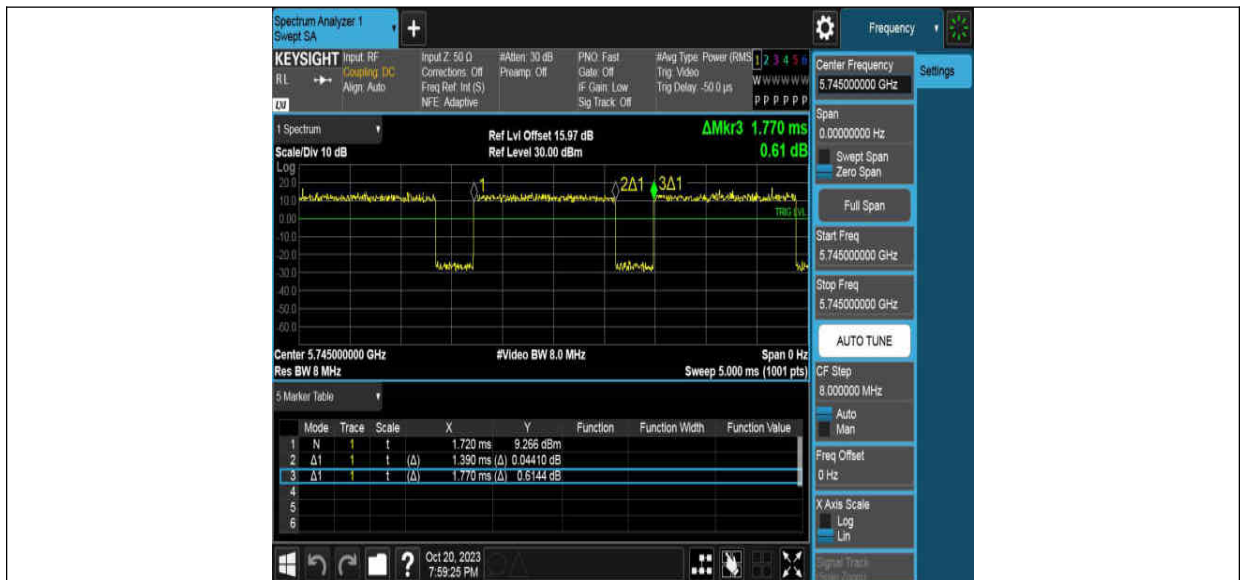 Spectrum Analyzer 1
Swept SA
+
Frequency
KEYSIGHT
RL
LXI
Input: RF
Coupling: DC
Align: Auto
Input Z: 50 Ω
Corrections: Off
Freq Ref: Int (S)
NFE: Adaptive
#Atten: 30 dB
Preamp: Off
PNO: Fast
Gate: Off
IF Gain: Low
Sig Track: Off
#Avg Type: Power (RMS
Trig: Video
Trig Delay: -50.0 µs
1 2 3 4 5 6
W W W W W W
P P P P P P
Center Frequency
5.745000000 GHz
Settings
1 Spectrum
Scale/Div 10 dB
Ref Lvl Offset 15.97 dB
Ref Level 30.00 dBm
ΔMkr3 1.770 ms
0.61 dB
Span
0.00000000 Hz
Swept Span
Zero Span
Full Span
Log
20.0
10.0
0.00
-10.0
-20.0
-30.0
-40.0
-50.0
-60.0
1
2Δ1
3Δ1
TRIG LVL
Start Freq
5.745000000 GHz
Stop Freq
5.745000000 GHz
AUTO TUNE
Center 5.745000000 GHz
#Video BW 8.0 MHz
Span 0 Hz
Res BW 8 MHz
Sweep 5.000 ms (1001 pts)
CF Step
8.000000 MHz
Auto
Man
5 Marker Table
Mode Trace Scale X Y Function Function Width Function Value
1 N 1 t 1.720 ms 9.266 dBm
2 Δ1 1 t (Δ) 1.390 ms (Δ) 0.04410 dB
3 Δ1 1 t (Δ) 1.770 ms (Δ) 0.6144 dB
4
5
6
Freq Offset
0 Hz
X Axis Scale
Log
Lin
Signal Track
?
Oct 20, 2023
7:59:25 PM